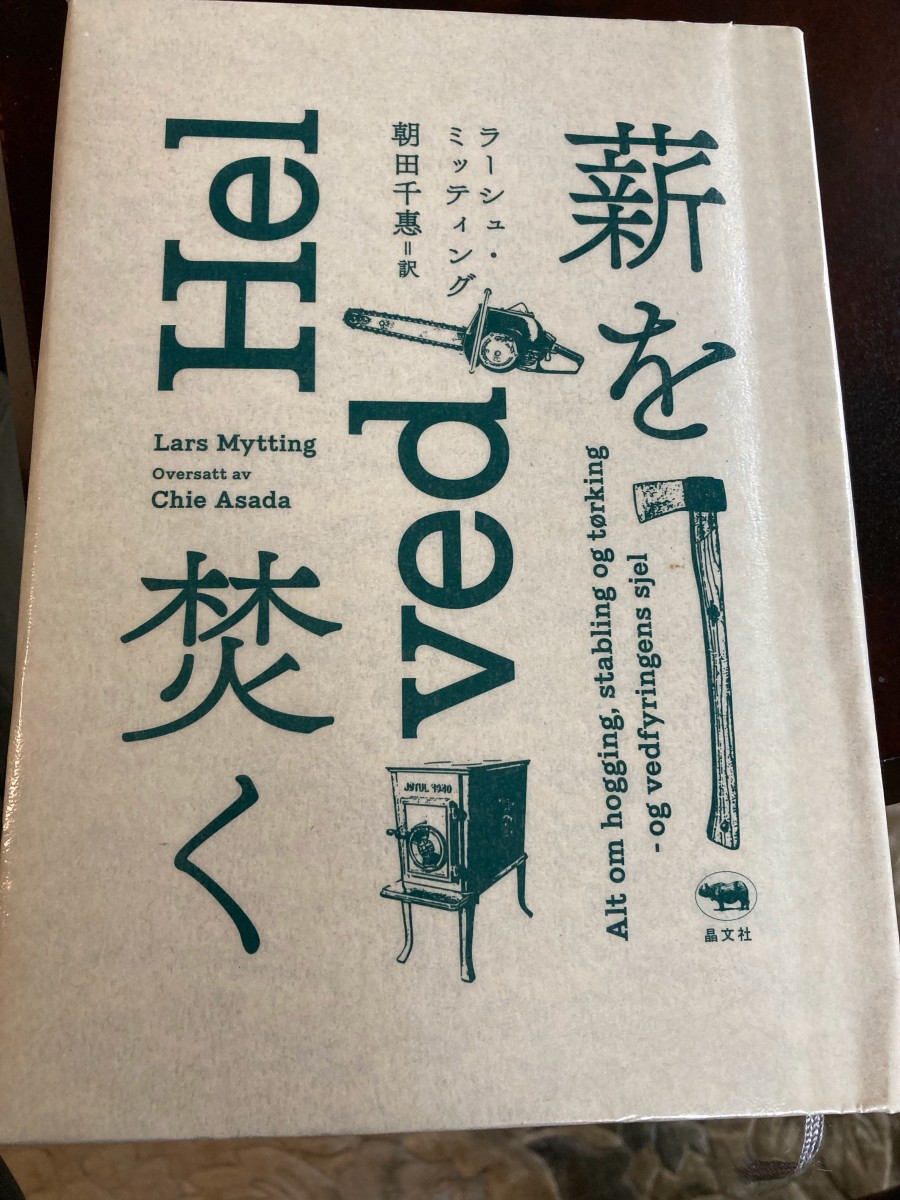 薪を
焚く
Hel
ved
ラーシュ・
ミッティング
朝田千惠=訳
Lars Mytting
Oversatt av
Chie Asada
Alt om hogging, stabling og tørking
- og vedfyringens sjel
JØTUL 1940
晶文社